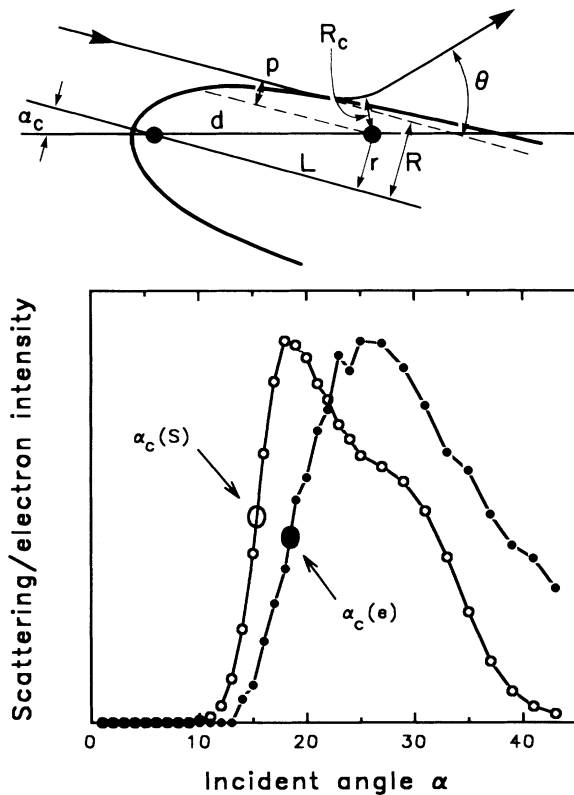 R_c
p
θ
α_c
d
L
r
R
Scattering/electron intensity
α_c(S)
α_c(e)
0 10 20 30 40
Incident angle α